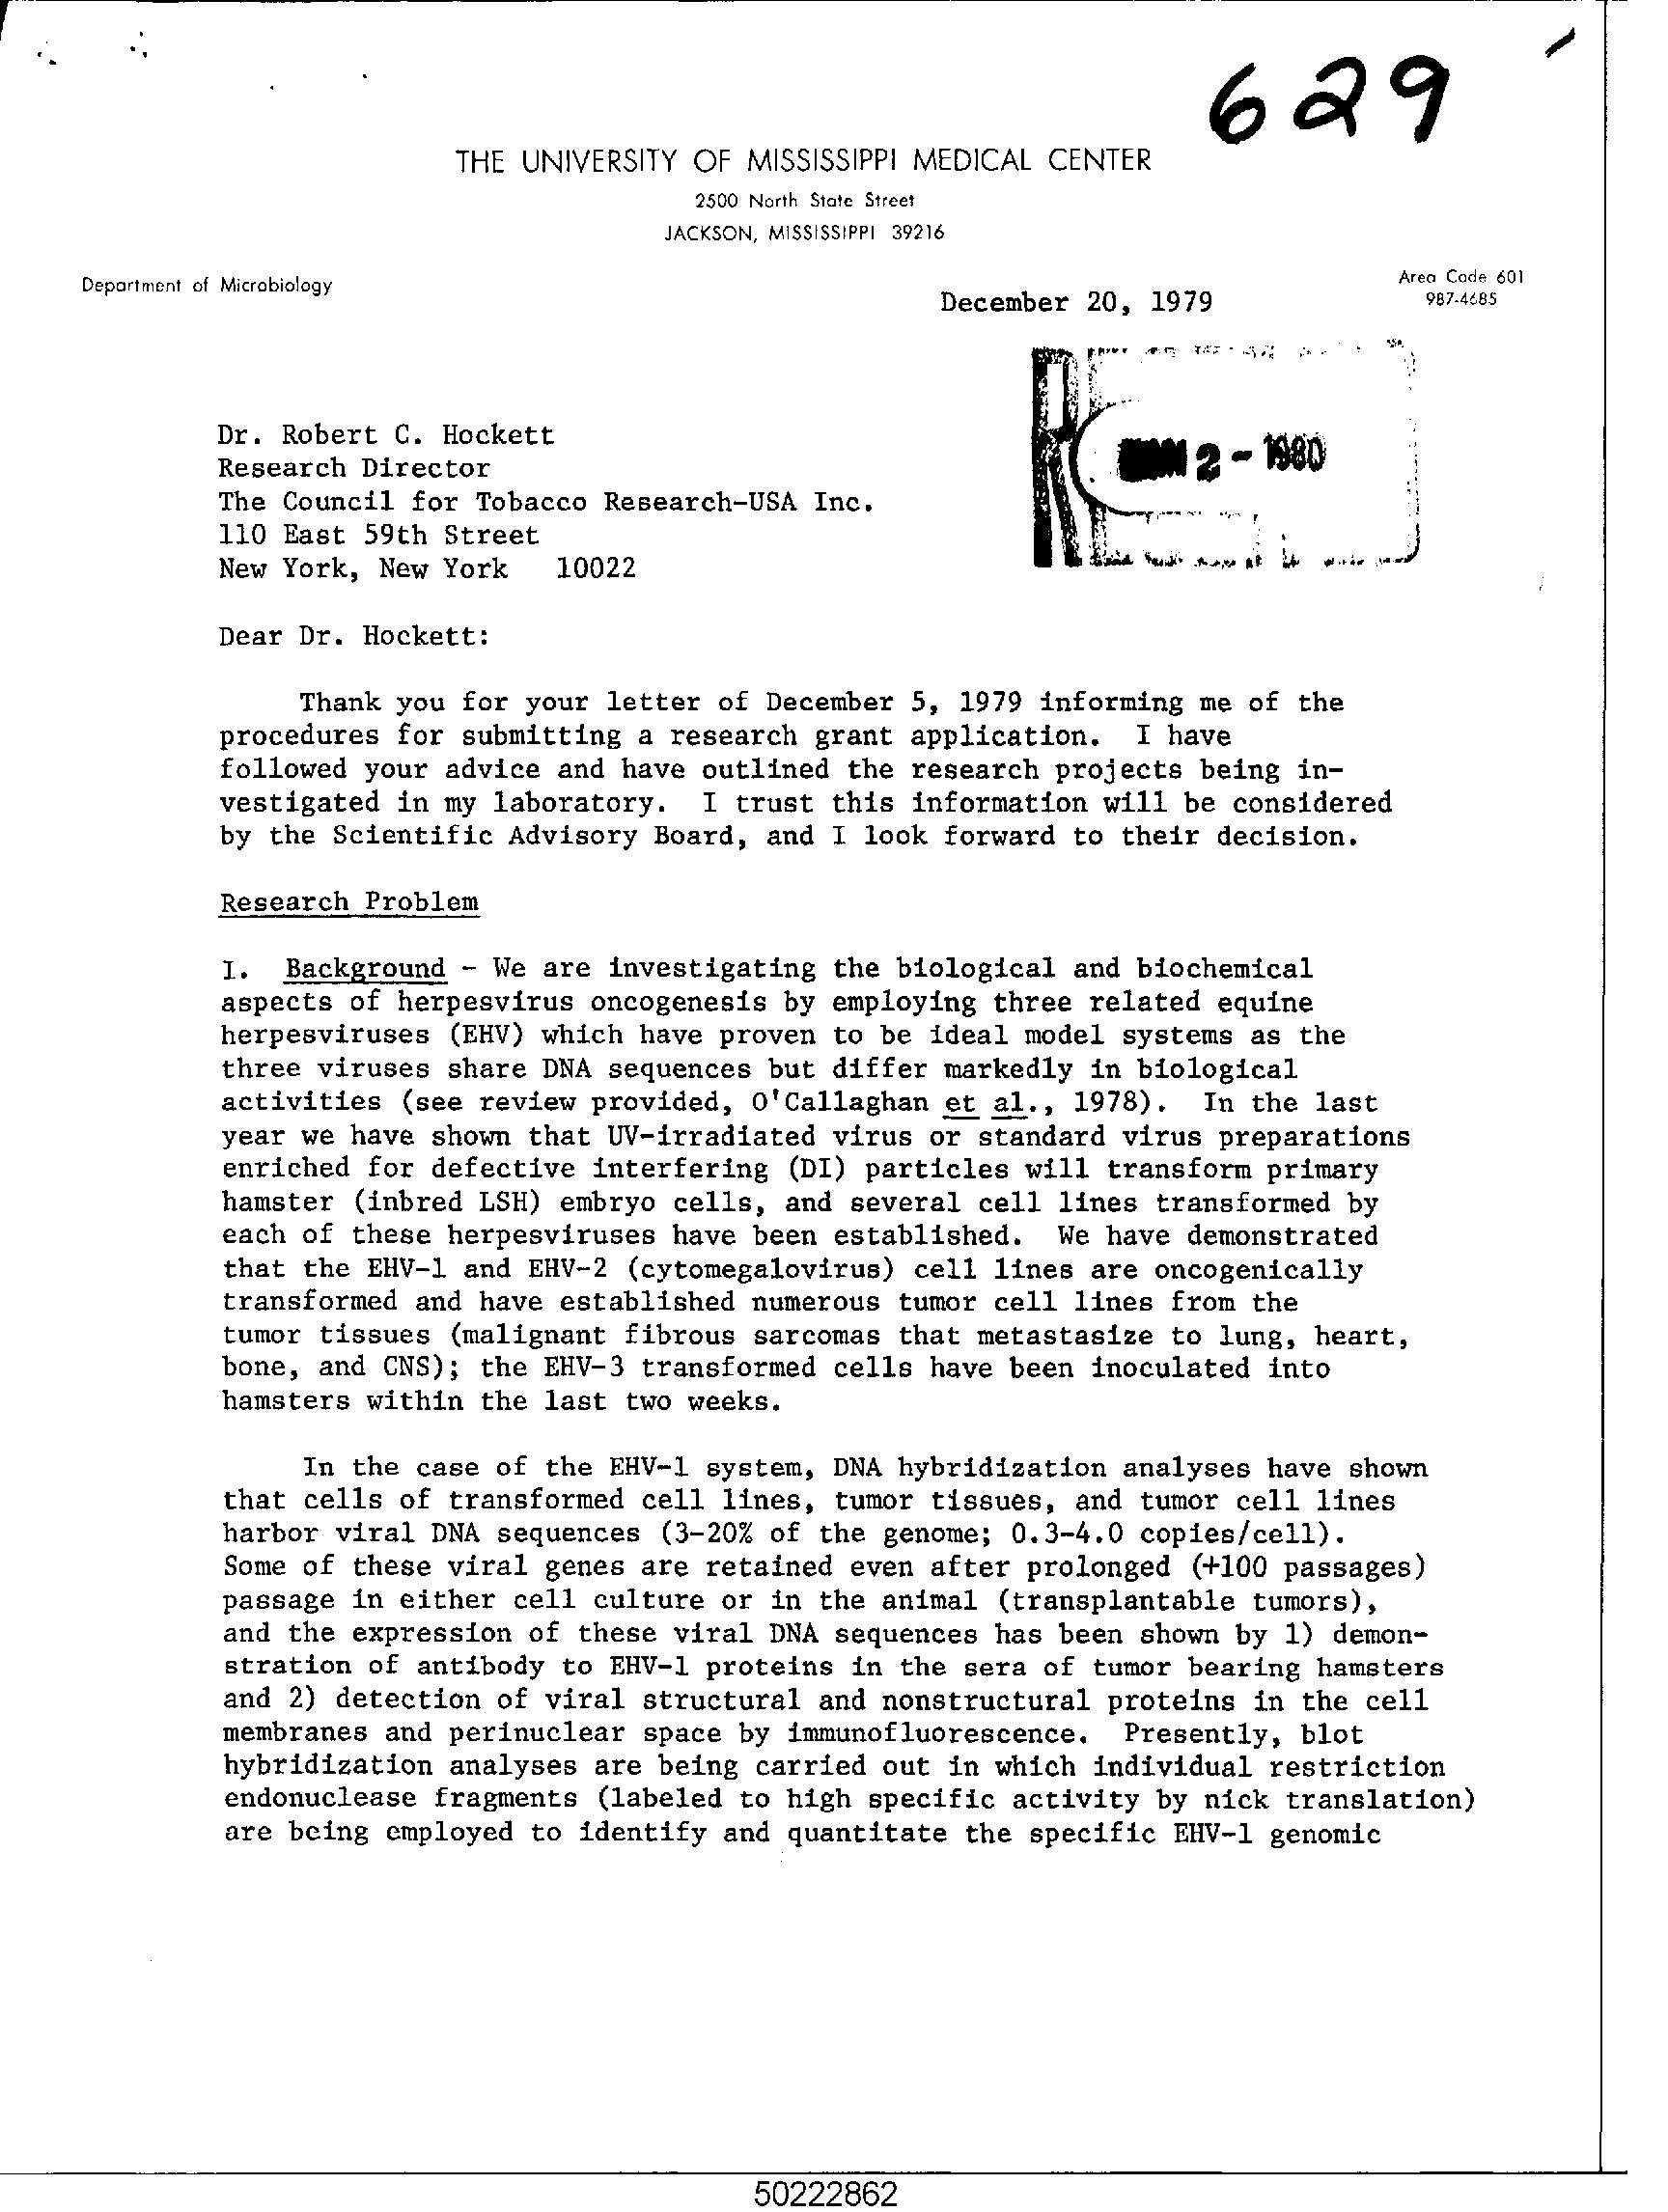 629
THE UNIVERSITY OF MISSISSIPPI MEDICAL CENTER
2500 North State Street
JACKSON, MISSISSIPPI 39216
Department of Microbiology
Area Code 601
987-4685
December 20, 1979
2 - 1980
Dr. Robert C. Hockett
Research Director
The Council for Tobacco Research-USA Inc.
110 East 59th Street
New York, New York 10022
Dear Dr. Hockett:
Thank you for your letter of December 5, 1979 informing me of the
procedures for submitting a research grant application. I have
followed your advice and have outlined the research projects being in-
vestigated in my laboratory. I trust this information will be considered
by the Scientific Advisory Board, and I look forward to their decision.
Research Problem
I. Background - We are investigating the biological and biochemical
aspects of herpesvirus oncogenesis by employing three related equine
herpesviruses (EHV) which have proven to be ideal model systems as the
three viruses share DNA sequences but differ markedly in biological
activities (see review provided, O'Callaghan et al., 1978). In the last
year we have shown that UV-irradiated virus or standard virus preparations
enriched for defective interfering (DI) particles will transform primary
hamster (inbred LSH) embryo cells, and several cell lines transformed by
each of these herpesviruses have been established. We have demonstrated
that the EHV-1 and EHV-2 (cytomegalovirus) cell lines are oncogenically
transformed and have established numerous tumor cell lines from the
tumor tissues (malignant fibrous sarcomas that metastasize to lung, heart,
bone, and CNS); the EHV-3 transformed cells have been inoculated into
hamsters within the last two weeks.
In the case of the EHV-1 system, DNA hybridization analyses have shown
that cells of transformed cell lines, tumor tissues, and tumor cell lines
harbor viral DNA sequences (3-20% of the genome; 0.3-4.0 copies/cell).
Some of these viral genes are retained even after prolonged (+100 passages)
passage in either cell culture or in the animal (transplantable tumors),
and the expression of these viral DNA sequences has been shown by 1) demon-
stration of antibody to EHV-1 proteins in the sera of tumor bearing hamsters
and 2) detection of viral structural and nonstructural proteins in the cell
membranes and perinuclear space by immunofluorescence. Presently, blot
hybridization analyses are being carried out in which individual restriction
endonuclease fragments (labeled to high specific activity by nick translation)
are being employed to identify and quantitate the specific EHV-1 genomic
50222862